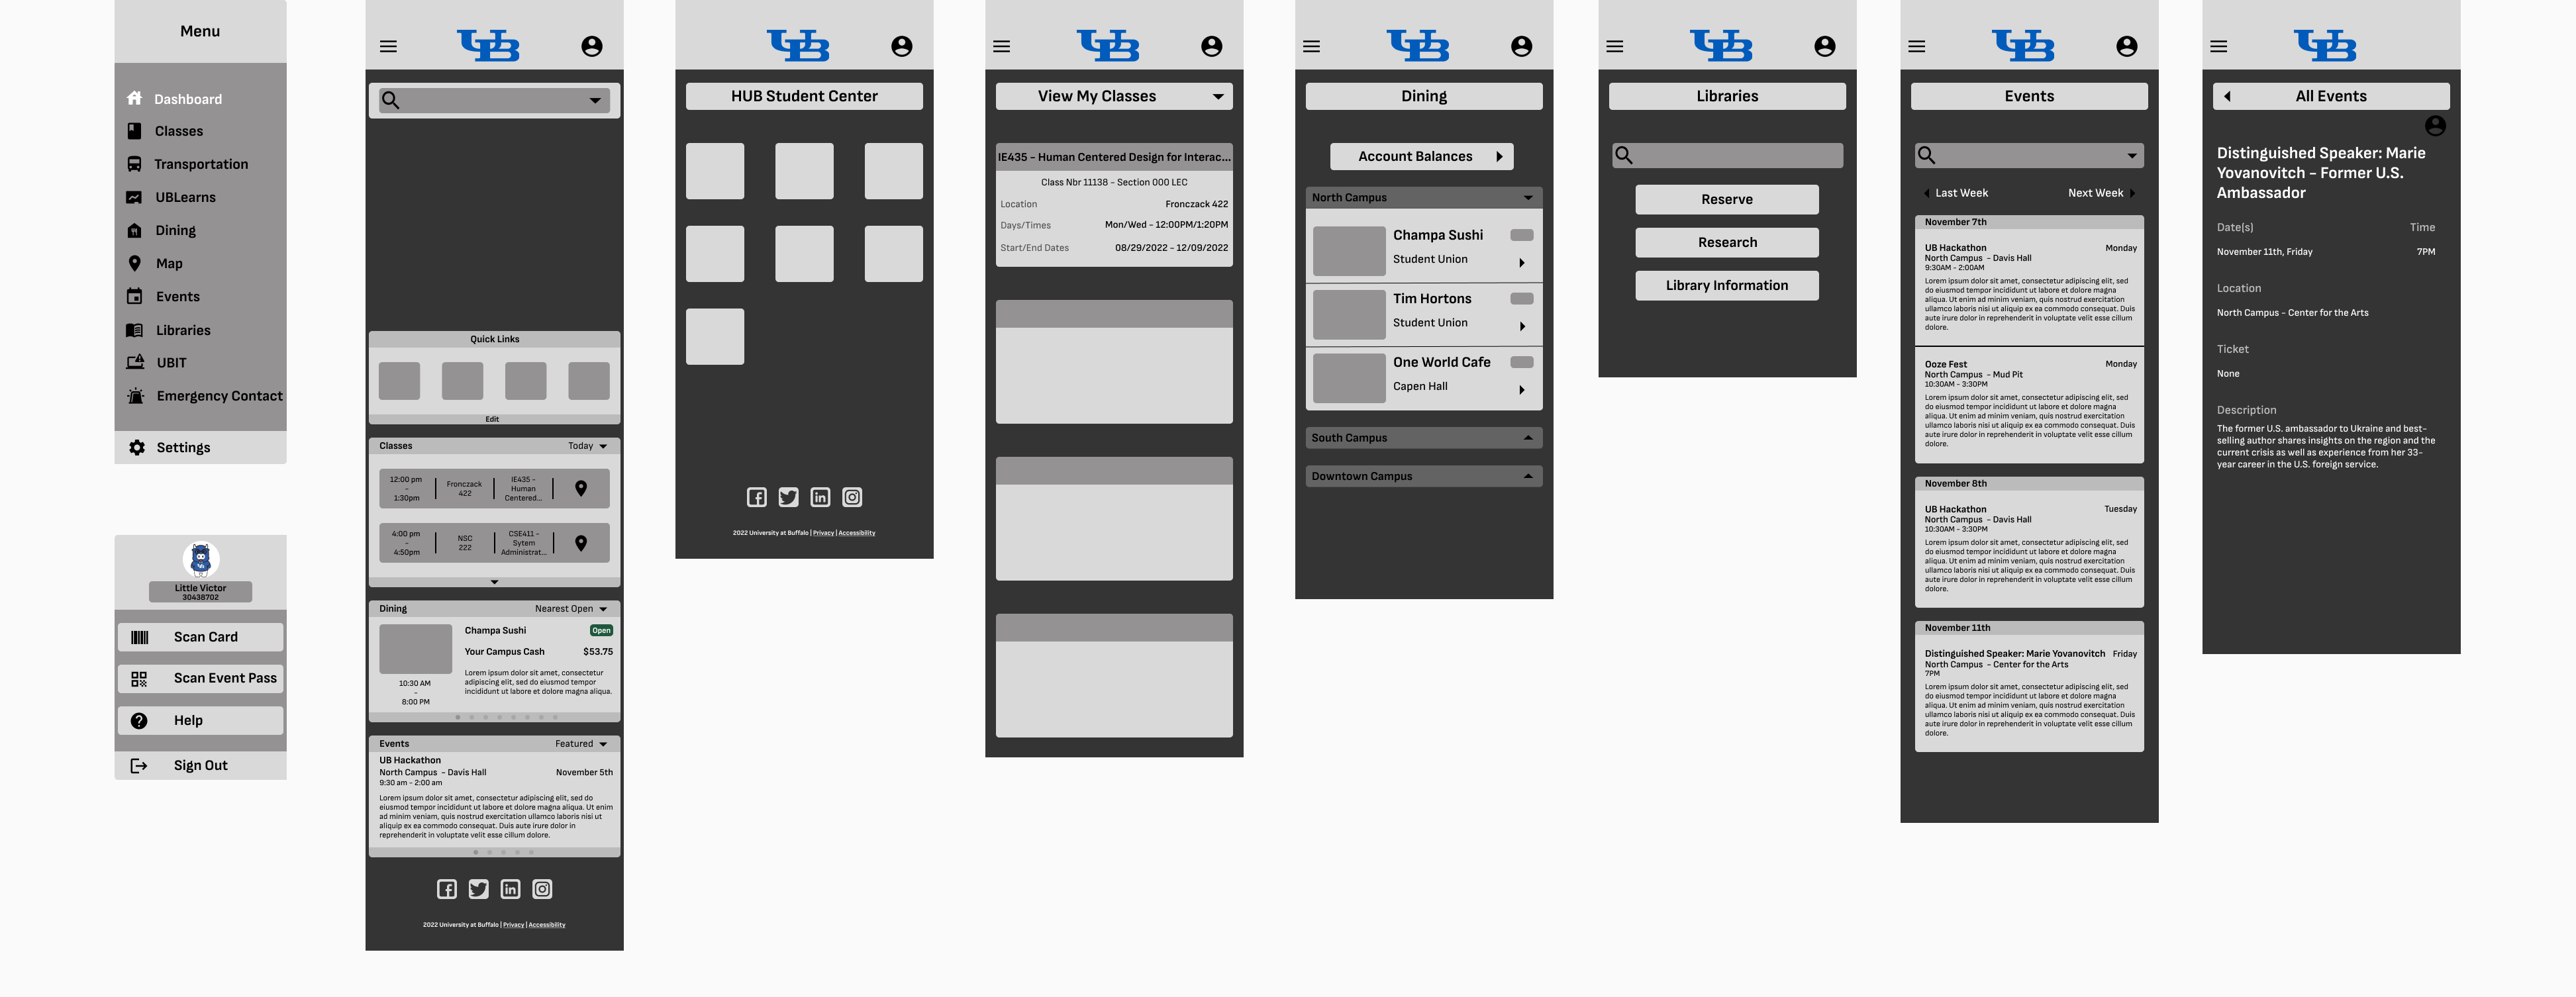 Menu
Dashboard
Classes
Transportation
UBLearns
Dining
Map
Events
Libraries
UBIT
Emergency Contact
Settings
Little Victor
30438702
Scan Card
Scan Event Pass
Help
Sign Out
UB
Quick Links
Edit
Classes Today
12:00 pm
-
1:30pm
Fronczack
422
IE435 -
Human
Centered...
4:00 pm
-
4:50pm
NSC
222
CSE411 -
Sytem
Administrat...
Dining Nearest Open
Champa Sushi Open
Your Campus Cash $53.75
Lorem ipsum dolor sit amet, consectetur
adipiscing elit, sed do eiusmod tempor
incididunt ut labore et dolore magna aliqua.
10:30 AM
-
8:00 PM
Events Featured
UB Hackathon
North Campus - Davis Hall November 5th
9:30 am - 2:00 am
Lorem ipsum dolor sit amet, consectetur adipiscing elit, sed do
eiusmod tempor incididunt ut labore et dolore magna aliqua. Ut enim
ad minim veniam, quis nostrud exercitation ullamco laboris nisi ut
aliquip ex ea commodo consequat. Duis aute irure dolor in
reprehenderit in voluptate velit esse cillum dolore.
2022 University at Buffalo | Privacy | Accessibility
UB
HUB Student Center
2022 University at Buffalo | Privacy | Accessibility
UB
View My Classes
IE435 - Human Centered Design for Interac...
Class Nbr 11138 - Section 000 LEC
Location Fronczack 422
Days/Times Mon/Wed - 12:00PM/1:20PM
Start/End Dates 08/29/2022 - 12/09/2022
UB
Dining
Account Balances
North Campus
Champa Sushi
Student Union
Tim Hortons
Student Union
One World Cafe
Capen Hall
South Campus
Downtown Campus
UB
Libraries
Reserve
Research
Library Information
UB
Events
Last Week Next Week
November 7th
UB Hackathon Monday
North Campus - Davis Hall
9:30AM - 2:00AM
Lorem ipsum dolor sit amet, consectetur adipiscing elit, sed
do eiusmod tempor incididunt ut labore et dolore magna
aliqua. Ut enim ad minim veniam, quis nostrud exercitation
ullamco laboris nisi ut aliquip ex ea commodo consequat. Duis
aute irure dolor in reprehenderit in voluptate velit esse cillum
dolore.
Ooze Fest Monday
North Campus - Mud Pit
10:30AM - 3:30PM
Lorem ipsum dolor sit amet, consectetur adipiscing elit, sed
do eiusmod tempor incididunt ut labore et dolore magna
aliqua. Ut enim ad minim veniam, quis nostrud exercitation
ullamco laboris nisi ut aliquip ex ea commodo consequat. Duis
aute irure dolor in reprehenderit in voluptate velit esse cillum
dolore.
November 8th
UB Hackathon Tuesday
North Campus - Davis Hall
10:30AM - 3:30PM
Lorem ipsum dolor sit amet, consectetur adipiscing elit, sed
do eiusmod tempor incididunt ut labore et dolore magna
aliqua. Ut enim ad minim veniam, quis nostrud exercitation
ullamco laboris nisi ut aliquip ex ea commodo consequat. Duis
aute irure dolor in reprehenderit in voluptate velit esse cillum
dolore.
November 11th
Distinguished Speaker: Marie Yovanovitch Friday
North Campus - Center for the Arts
7PM
Lorem ipsum dolor sit amet, consectetur adipiscing elit, sed
do eiusmod tempor incididunt ut labore et dolore magna
aliqua. Ut enim ad minim veniam, quis nostrud exercitation
ullamco laboris nisi ut aliquip ex ea commodo consequat. Duis
aute irure dolor in reprehenderit in voluptate velit esse cillum
dolore.
UB
All Events
Distinguished Speaker: Marie
Yovanovitch - Former U.S.
Ambassador
Date(s) Time
November 11th, Friday 7PM
Location
North Campus - Center for the Arts
Ticket
None
Description
The former U.S. ambassador to Ukraine and best-
selling author shares insights on the region and the
current crisis as well as experience from her 33-
year career in the U.S. foreign service.